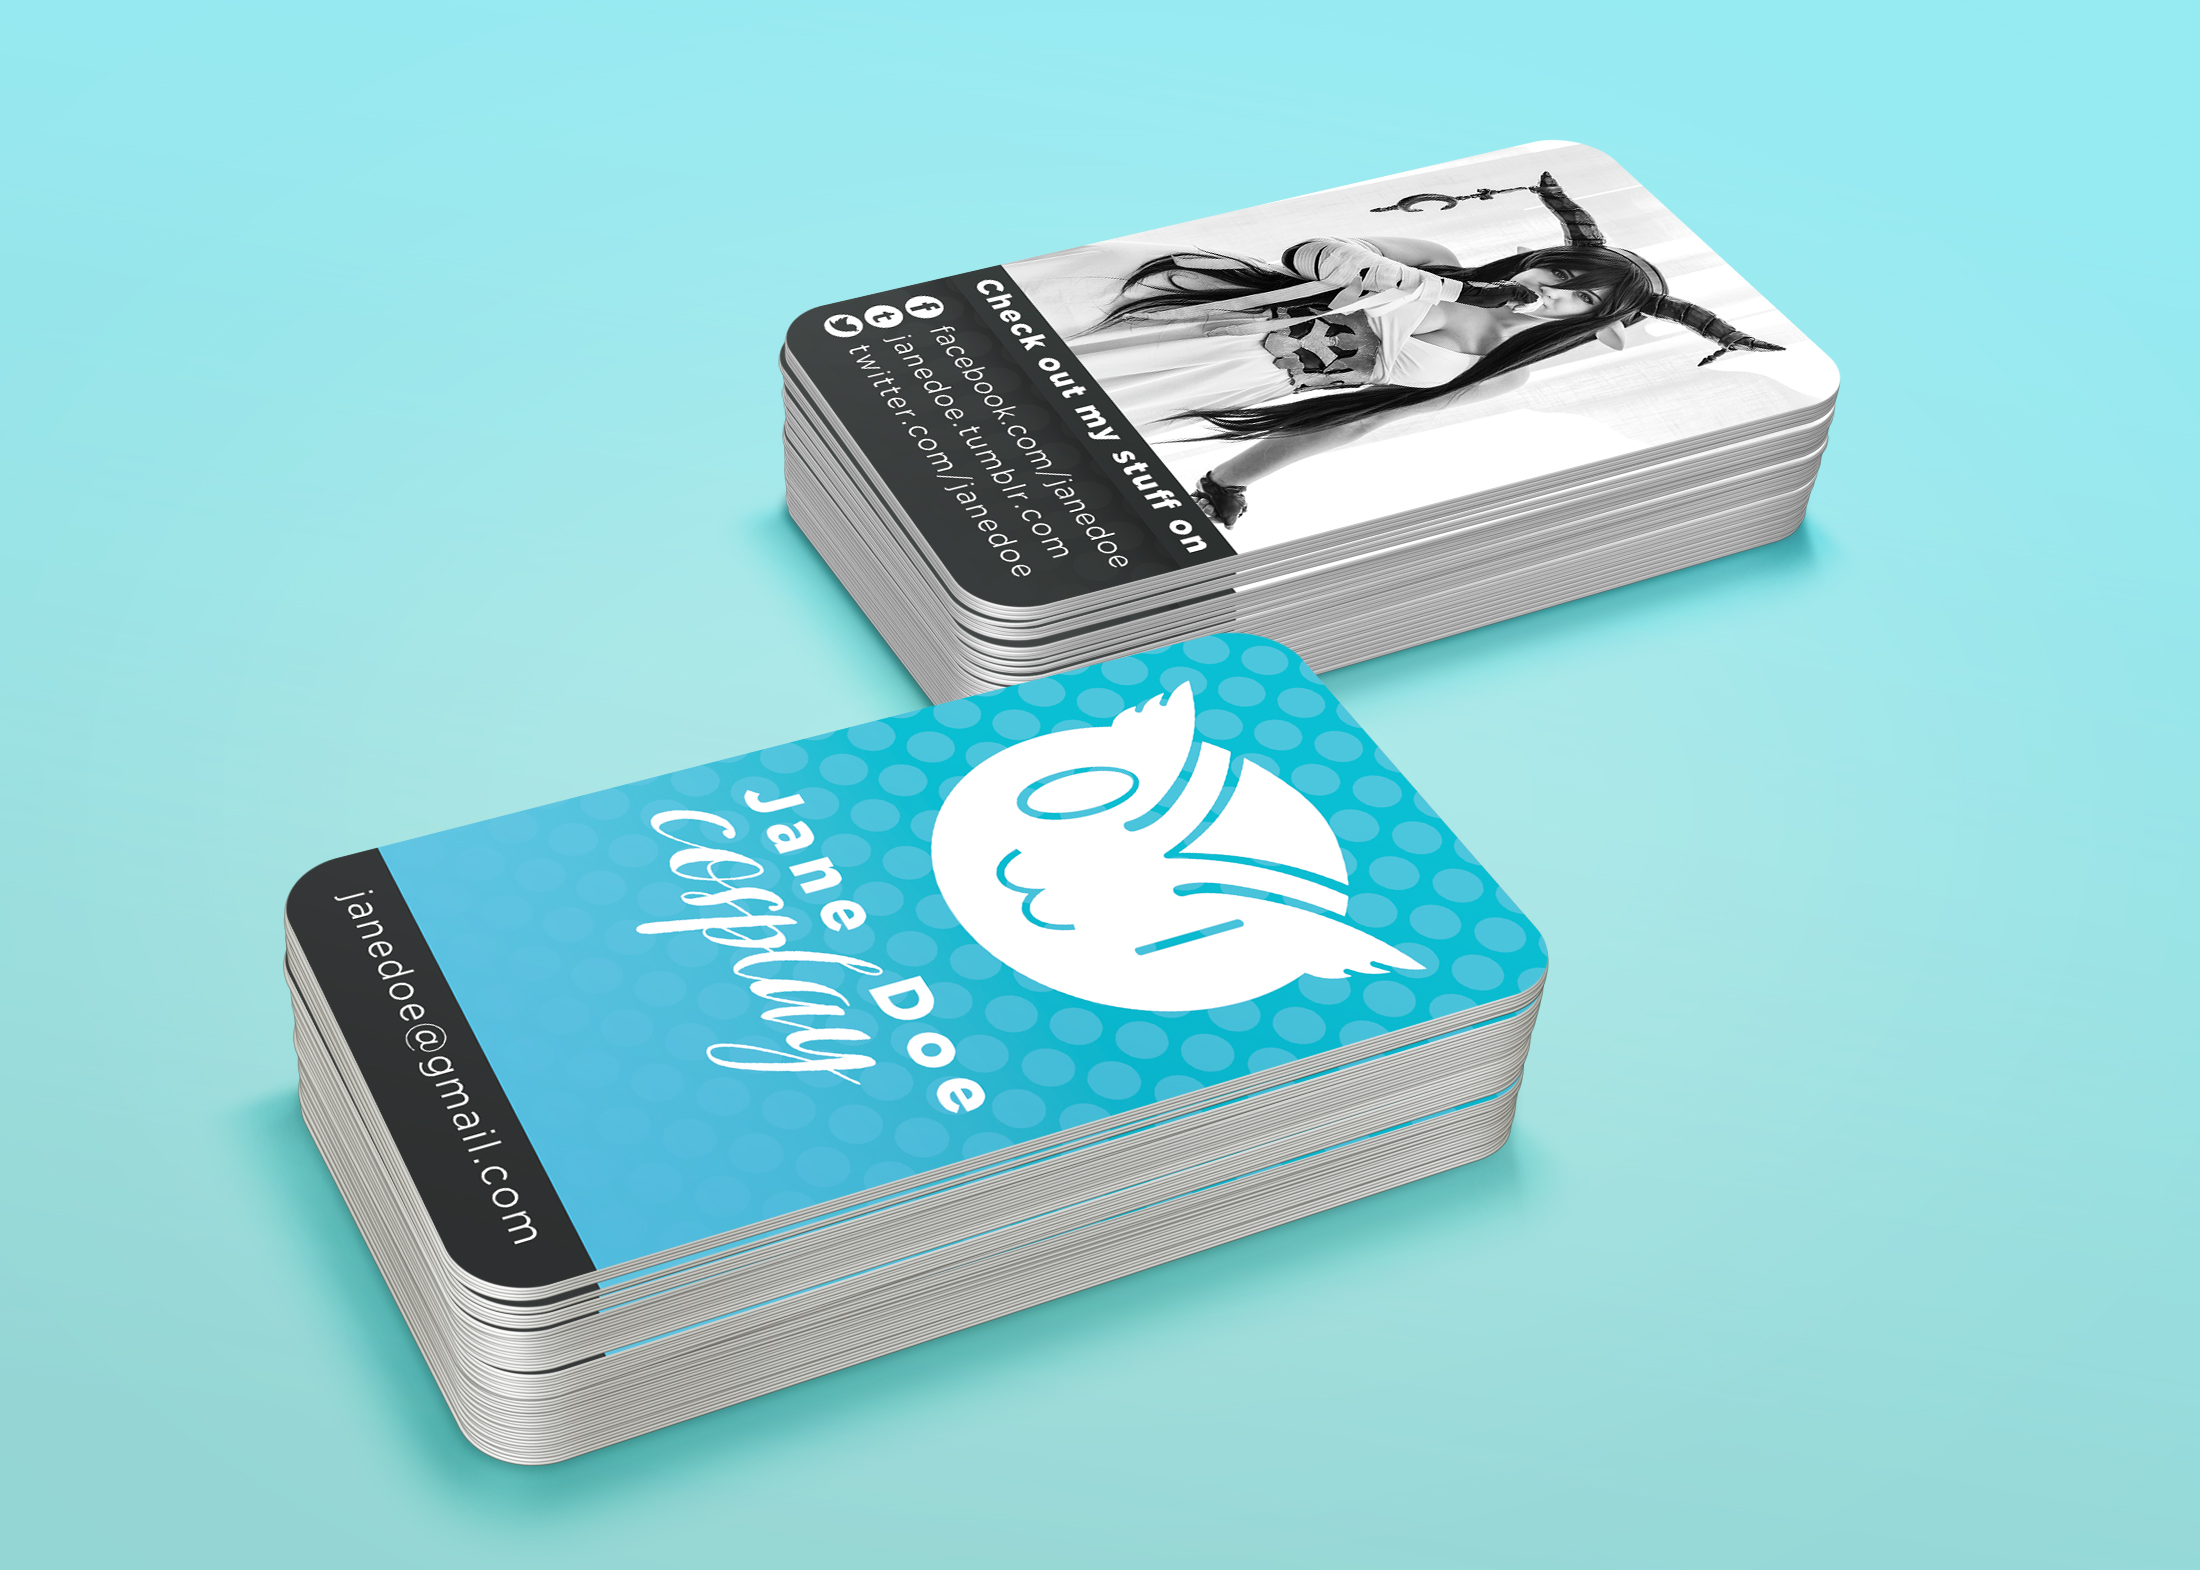 Check out my stuff on
facebook.com/janedoe
janedoe.tumblr.com
twitter.com/janedoe
Jane Doe
cosplay
janedoe@gmail.com